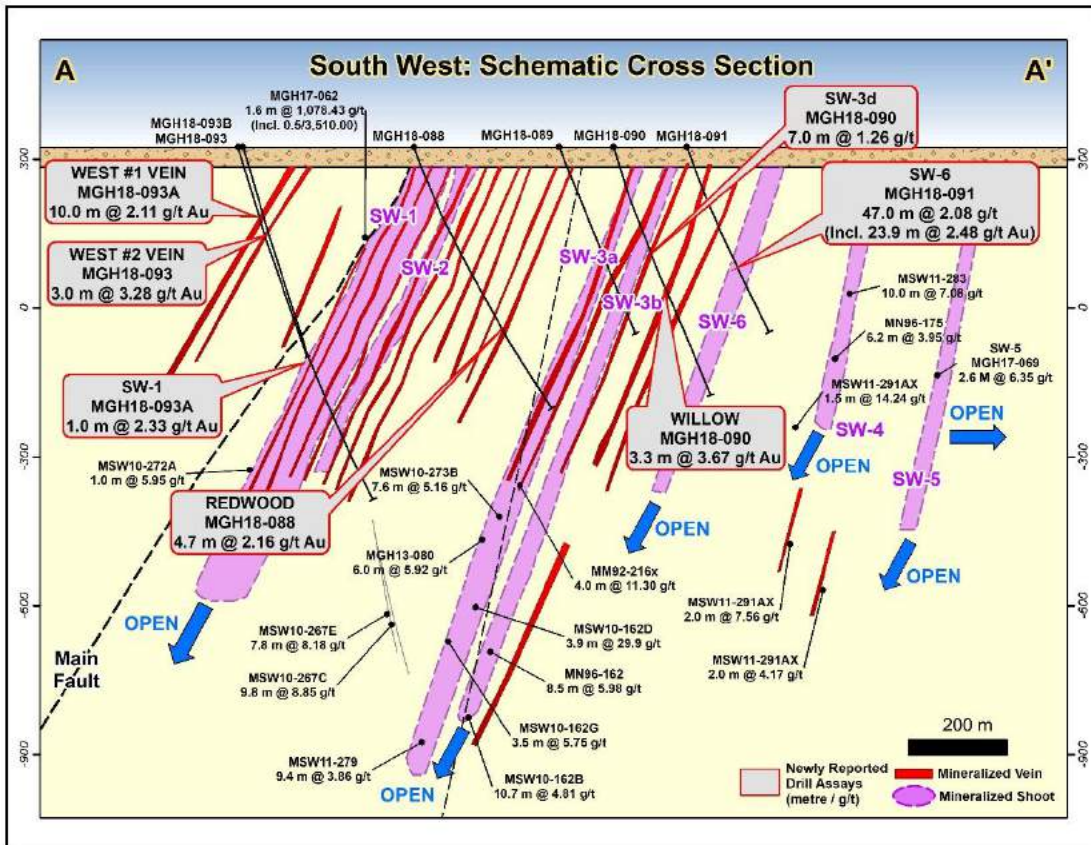 A
South West: Schematic Cross Section
A'
MGH17-062
1.6 m @ 1,078.43 g/t
(Incl. 0.5/3,510.00)
MGH18-093B
MGH18-093
MGH18-088
MGH18-089
MGH18-090
MGH18-091
SW-3d
MGH18-090
7.0 m @ 1.26 g/t
300
300
WEST #1 VEIN
MGH18-093A
10.0 m @ 2.11 g/t Au
SW-6
MGH18-091
47.0 m @ 2.08 g/t
(Incl. 23.9 m @ 2.48 g/t Au)
SW-1
SW-2
WEST #2 VEIN
MGH18-093
3.0 m @ 3.28 g/t Au
SW-3a
SW-3b
SW-6
MSW11-283
10.0 m @ 7.08 g/t
0
0
MN96-175
6.2 m @ 3.95 g/t
SW-5
MGH17-069
2.6 M @ 6.35 g/t
SW-1
MGH18-093A
1.0 m @ 2.33 g/t Au
MSW11-291AX
1.5 m @ 14.24 g/t
WILLOW
MGH18-090
3.3 m @ 3.67 g/t Au
SW-4
OPEN
OPEN
-300
-300
MSW10-272A
1.0 m @ 5.95 g/t
MSW10-273B
7.6 m @ 5.16 g/t
SW-5
REDWOOD
MGH18-088
4.7 m @ 2.16 g/t Au
OPEN
MGH13-080
6.0 m @ 5.92 g/t
MM92-216x
4.0 m @ 11.30 g/t
OPEN
-600
-600
OPEN
MSW11-291AX
2.0 m @ 7.56 g/t
MSW10-267E
7.8 m @ 8.18 g/t
MSW10-162D
3.9 m @ 29.9 g/t
MSW11-291AX
2.0 m @ 4.17 g/t
Main
Fault
MSW10-267C
9.8 m @ 8.85 g/t
MN96-162
8.5 m @ 5.98 g/t
MSW10-162G
3.5 m @ 5.75 g/t
200 m
-900
-900
MSW11-279
9.4 m @ 3.86 g/t
MSW10-162B
10.7 m @ 4.81 g/t
OPEN
Newly Reported
Drill Assays
(metre / g/t)
Mineralized Vein
Mineralized Shoot